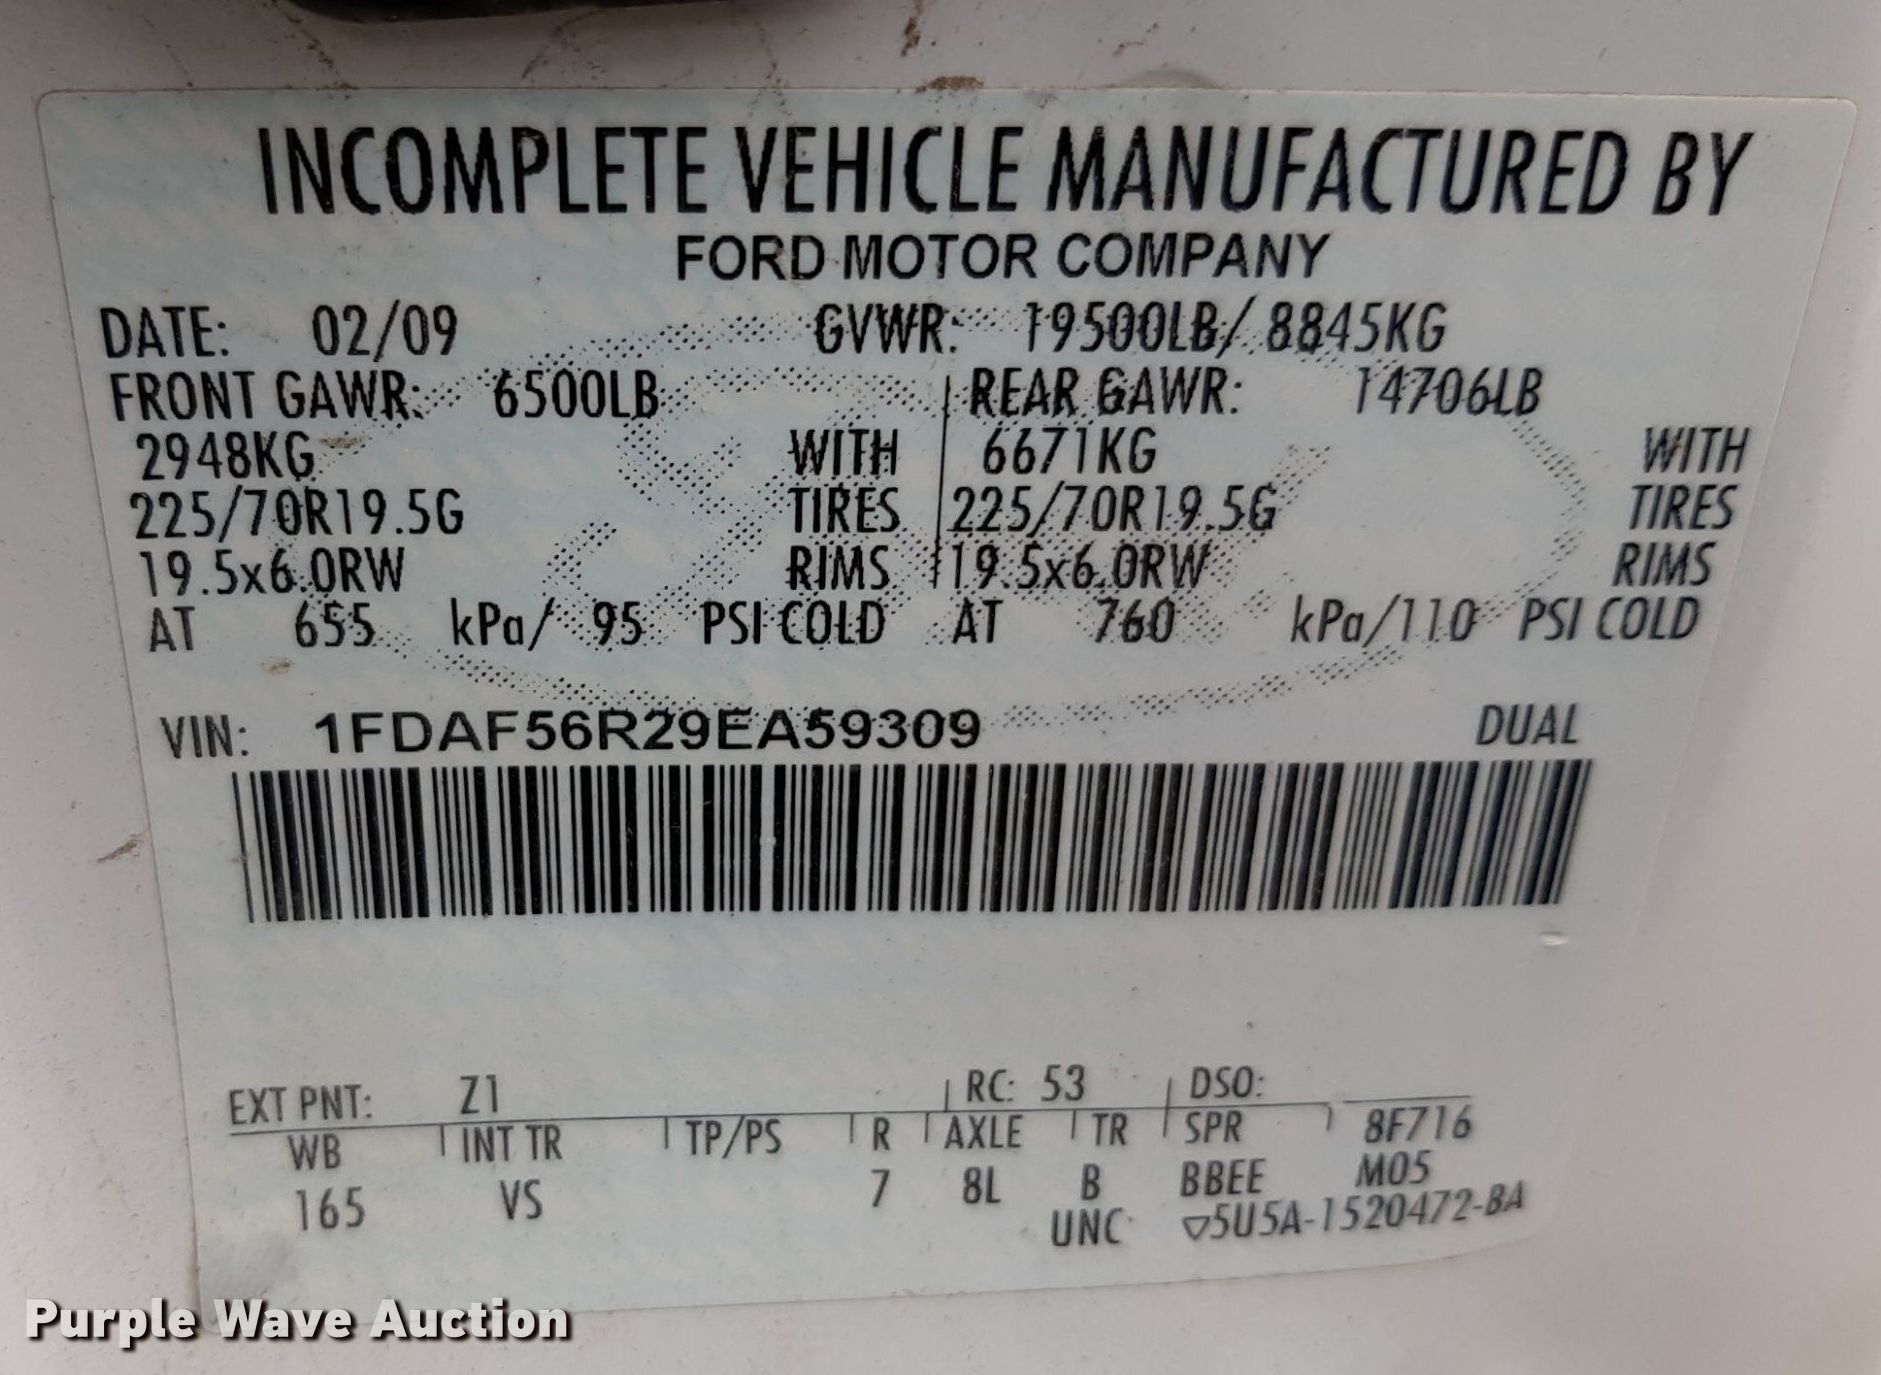 INCOMPLETE VEHICLE MANUFACTURED BY
FORD MOTOR COMPANY
DATE: 02/09 GVWR: 19500LB/ 8845KG
FRONT GAWR: 6500LB REAR GAWR: 14706LB
2948KG WITH 6671KG WITH
225/70R19.5G TIRES 225/70R19.5G TIRES
19.5x6.0RW RIMS 19.5x6.0RW RIMS
AT 655 kPa/ 95 PSI COLD AT 760 kPa/110 PSI COLD
VIN: 1FDAF56R29EA59309 DUAL
EXT PNT: Z1 RC: 53 DSO:
WB INT TR TP/PS R AXLE TR SPR 8F716
165 VS 7 8L B BBEE M05
UNC ▽5U5A-1520472-BA
Purple Wave Auction